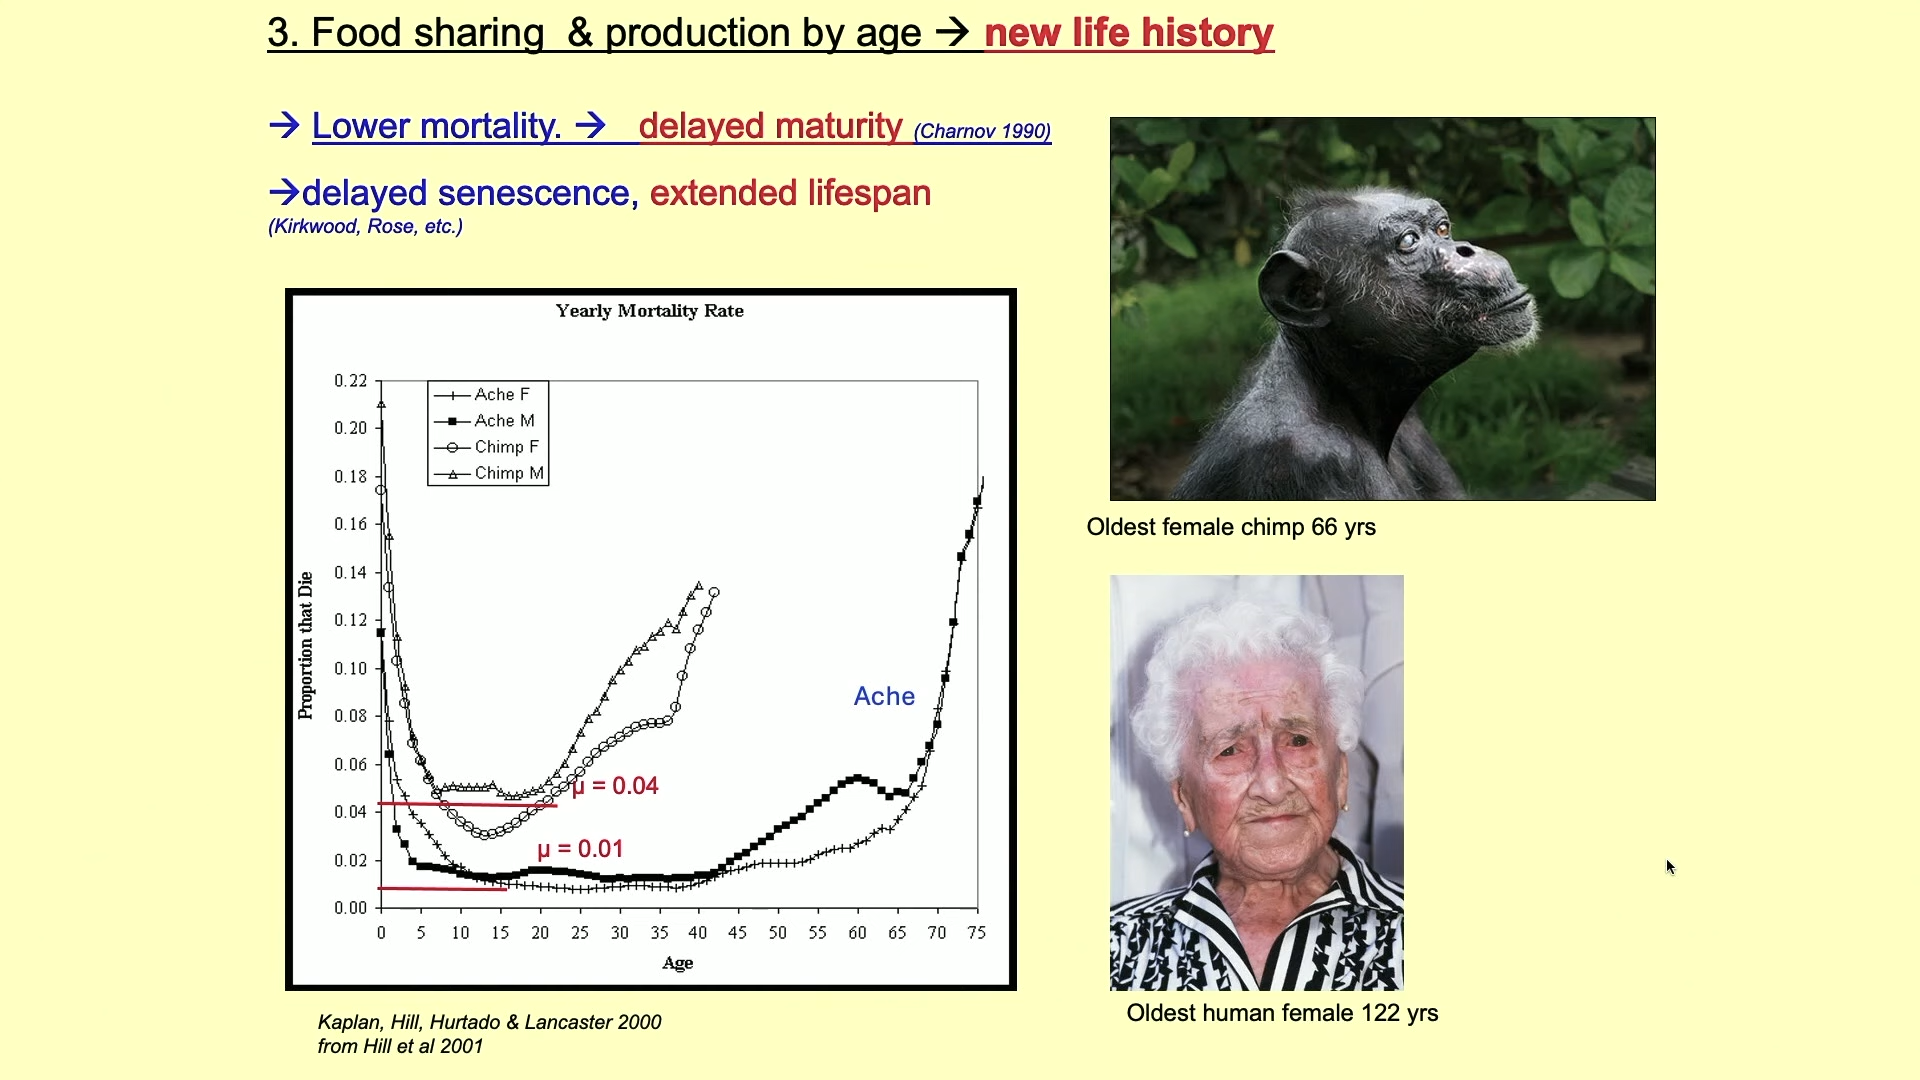 3. Food sharing & production by age → new life history
→ Lower mortality. → delayed maturity (Charnov 1990)
→delayed senescence, extended lifespan
(Kirkwood, Rose, etc.)
Yearly Mortality Rate
0.22
0.20
0.18
0.16
0.14
0.12
0.10
0.08
0.06
0.04
0.02
0.00
Proportion that Die
Ache F
Ache M
Chimp F
Chimp M
Ache
μ = 0.04
μ = 0.01
0 5 10 15 20 25 30 35 40 45 50 55 60 65 70 75
Age
Kaplan, Hill, Hurtado & Lancaster 2000
from Hill et al 2001
Oldest female chimp 66 yrs
Oldest human female 122 yrs